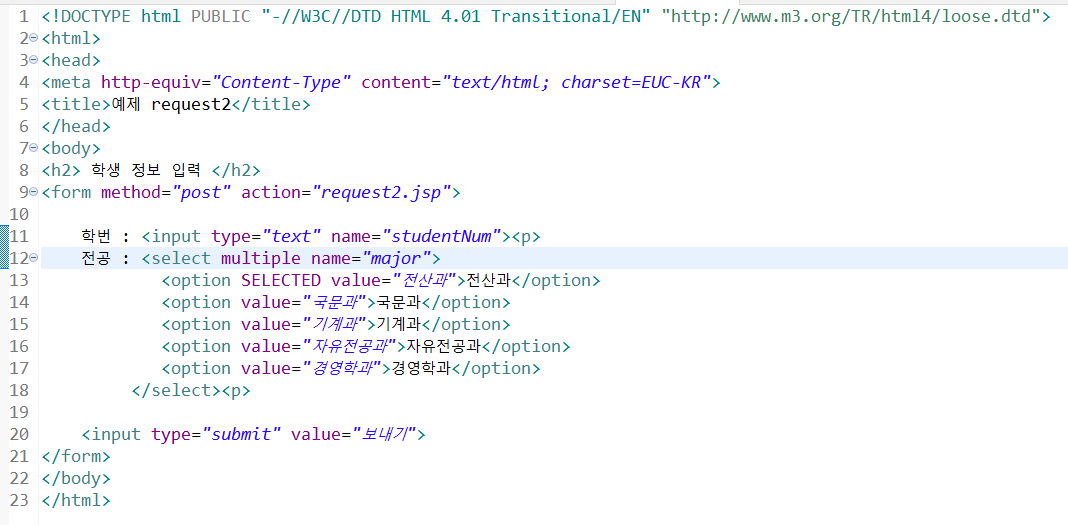 1 <!DOCTYPE html PUBLIC "-//W3C//DTD HTML 4.01 Transitional/EN" "http://www.m3.org/TR/html4/loose.dtd">
2 <html>
3 <head>
4 <meta http-equiv="Content-Type" content="text/html; charset=EUC-KR">
5 <title>예제 request2</title>
6 </head>
7 <body>
8 <h2> 학생 정보 입력 </h2>
9 <form method="post" action="request2.jsp">
10
11     학번 : <input type="text" name="studentNum"><p>
12     전공 : <select multiple name="major">
13             <option SELECTED value="전산과">전산과</option>
14             <option value="국문과">국문과</option>
15             <option value="기계과">기계과</option>
16             <option value="자유전공과">자유전공과</option>
17             <option value="경영학과">경영학과</option>
18          </select><p>
19
20     <input type="submit" value="보내기">
21 </form>
22 </body>
23 </html>